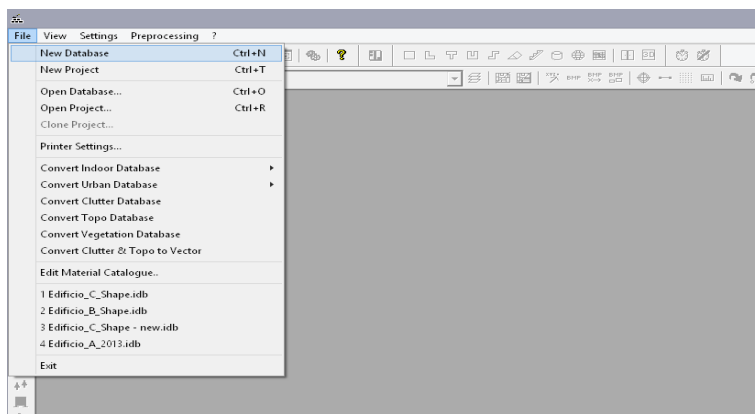 File View Settings Preprocessing ?
New Database Ctrl+N
New Project Ctrl+T
Open Database... Ctrl+O
Open Project... Ctrl+R
Clone Project...
Printer Settings...
Convert Indoor Database
Convert Urban Database
Convert Clutter Database
Convert Topo Database
Convert Vegetation Database
Convert Clutter & Topo to Vector
Edit Material Catalogue..
1 Edificio_C_Shape.idb
2 Edificio_B_Shape.idb
3 Edificio_C_Shape - new.idb
4 Edificio_A_2013.idb
Exit